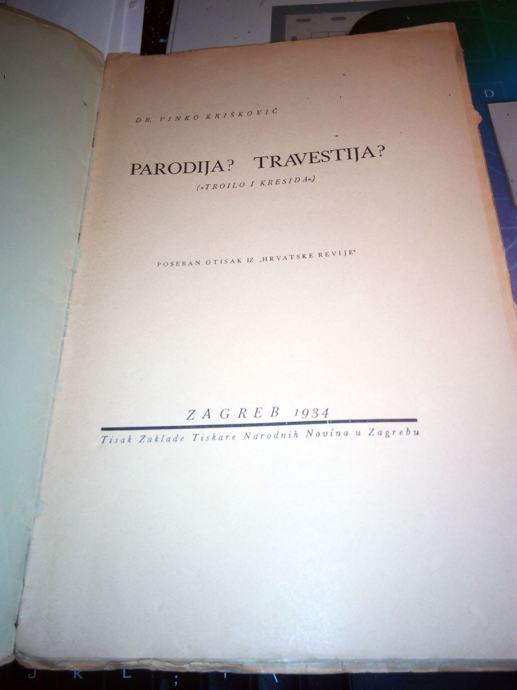 DR. VINKO KRIŠKOVIĆ
PARODIJA? TRAVESTIJA?
(»TROILO I KRESIDA«)
POSEBAN OTISAK IZ „HRVATSKE REVIJE"
ZAGREB 1934
Tisak Zaklade Tiskare Narodnih Novina u Zagrebu
D
J K L ; \